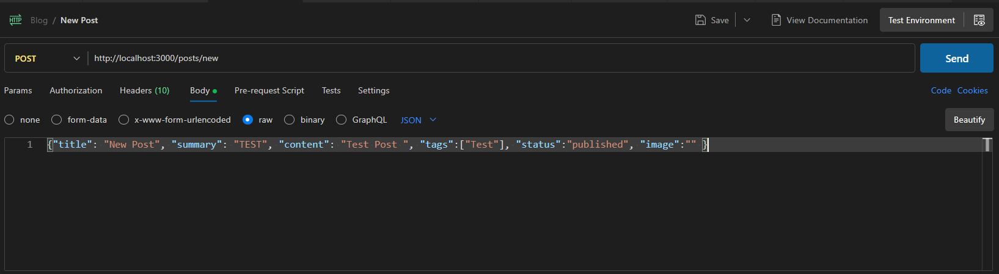 HTTP Blog / New Post Save View Documentation Test Environment
POST http://localhost:3000/posts/new Send
Params Authorization Headers (10) Body Pre-request Script Tests Settings Code Cookies
none form-data x-www-form-urlencoded raw binary GraphQL JSON Beautify
1 {"title": "New Post", "summary": "TEST", "content": "Test Post ", "tags":["Test"], "status":"published", "image":"" }